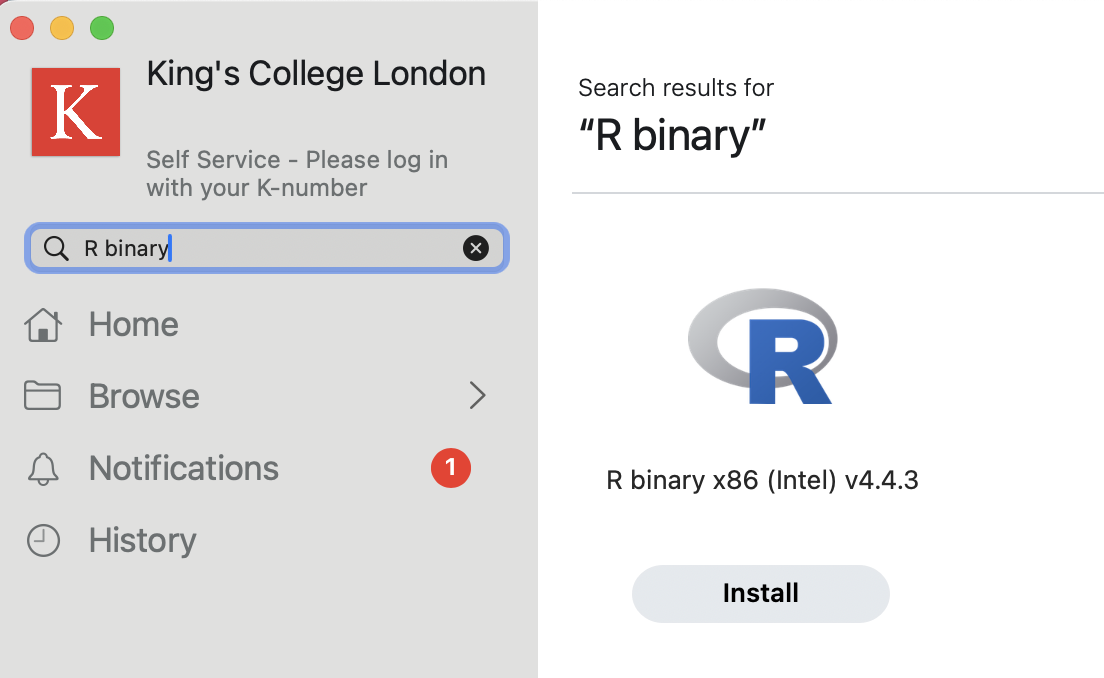 King's College London
K
Self Service - Please log in
with your K-number
R binary
Home
Browse
Notifications
1
History
Search results for
“R binary”
R
R binary x86 (Intel) v4.4.3
Install